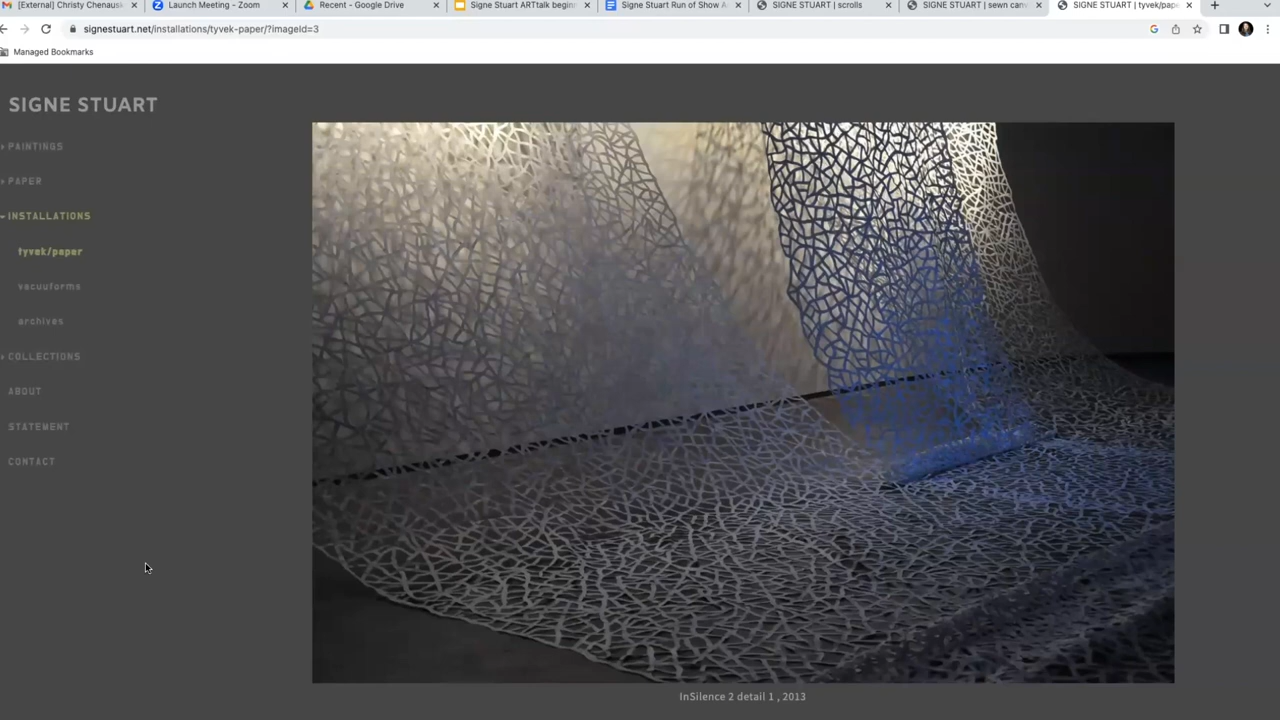 [External] Christy Chenausk
Launch Meeting - Zoom
Recent - Google Drive
Signe Stuart ARTtalk beginn
Signe Stuart Run of Show A
SIGNE STUART | scrolls
SIGNE STUART | sewn canv
SIGNE STUART | tyvek/pape
signestuart.net/installations/tyvek-paper/?imageId=3
Managed Bookmarks
SIGNE STUART
PAINTINGS
PAPER
INSTALLATIONS
tyvek/paper
vacuuforms
archives
COLLECTIONS
ABOUT
STATEMENT
CONTACT
InSilence 2 detail 1 , 2013